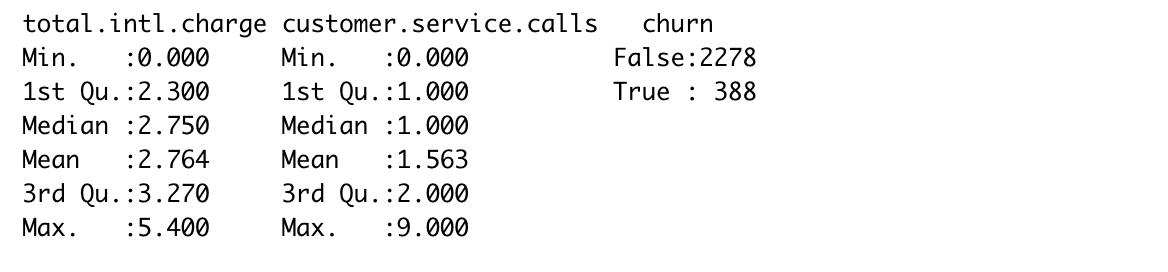 total.intl.charge customer.service.calls   churn
Min.   :0.000     Min.   :0.000          False:2278
1st Qu.:2.300     1st Qu.:1.000          True : 388
Median :2.750     Median :1.000
Mean   :2.764     Mean   :1.563
3rd Qu.:3.270     3rd Qu.:2.000
Max.   :5.400     Max.   :9.000